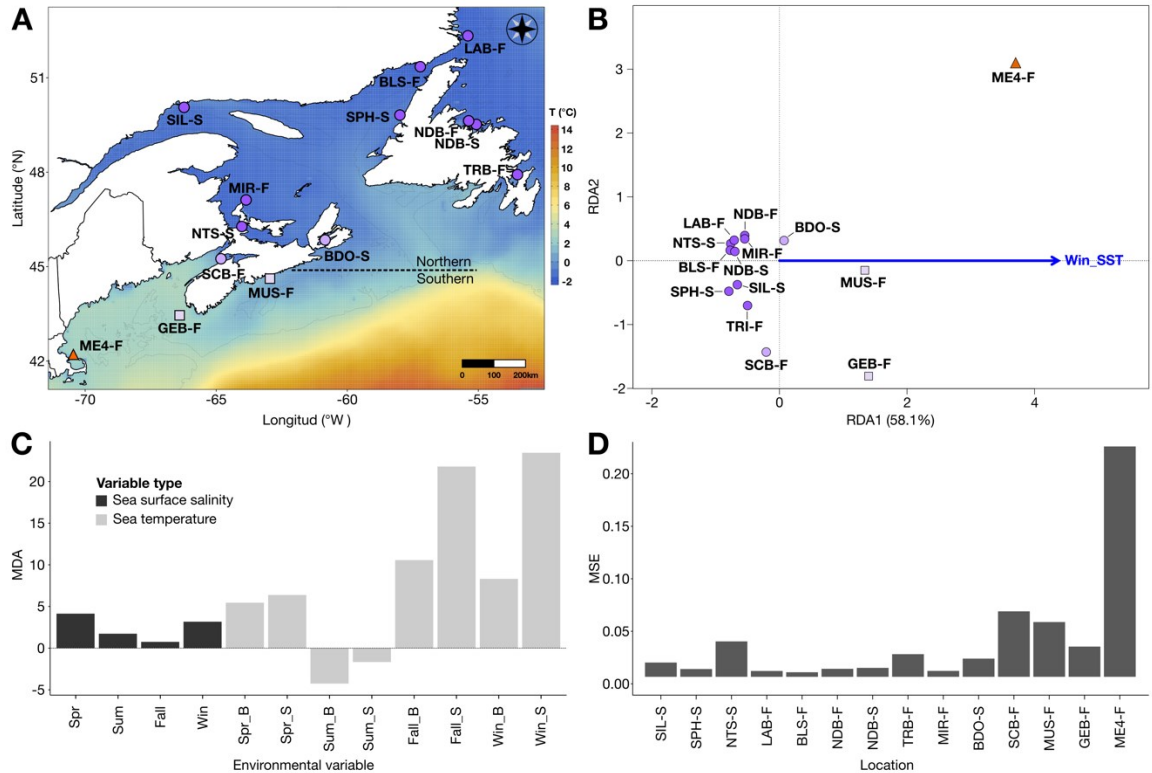 A
LAB-F
BLS-F
SIL-S
SPH-S
NDB-F
NDB-S
TRB-F
MIR-F
NTS-S
BDO-S
SCB-F
Northern
Southern
MUS-F
GEB-F
ME4-F
0 100 200km
51
48
45
42
Latitude (°N)
-70 -65 -60 -55
Longitud (°W )
T (°C)
14
12
10
8
6
4
2
0
-2
B
ME4-F
NDB-F
LAB-F
BDO-S
NTS-S
MIR-F
BLS-F
NDB-S
Win_SST
MUS-F
SPH-S
SIL-S
TRI-F
SCB-F
GEB-F
3
2
1
0
-1
-2
RDA2
-2 0 2 4
RDA1 (58.1%)
C
Variable type
Sea surface salinity
Sea temperature
20
15
10
5
0
-5
MDA
Spr
Sum
Fall
Win
Spr_B
Spr_S
Sum_B
Sum_S
Fall_B
Fall_S
Win_B
Win_S
Environmental variable
D
0.20
0.15
0.10
0.05
0.00
MSE
SIL-S
SPH-S
NTS-S
LAB-F
BLS-F
NDB-F
NDB-S
TRB-F
MIR-F
BDO-S
SCB-F
MUS-F
GEB-F
ME4-F
Location